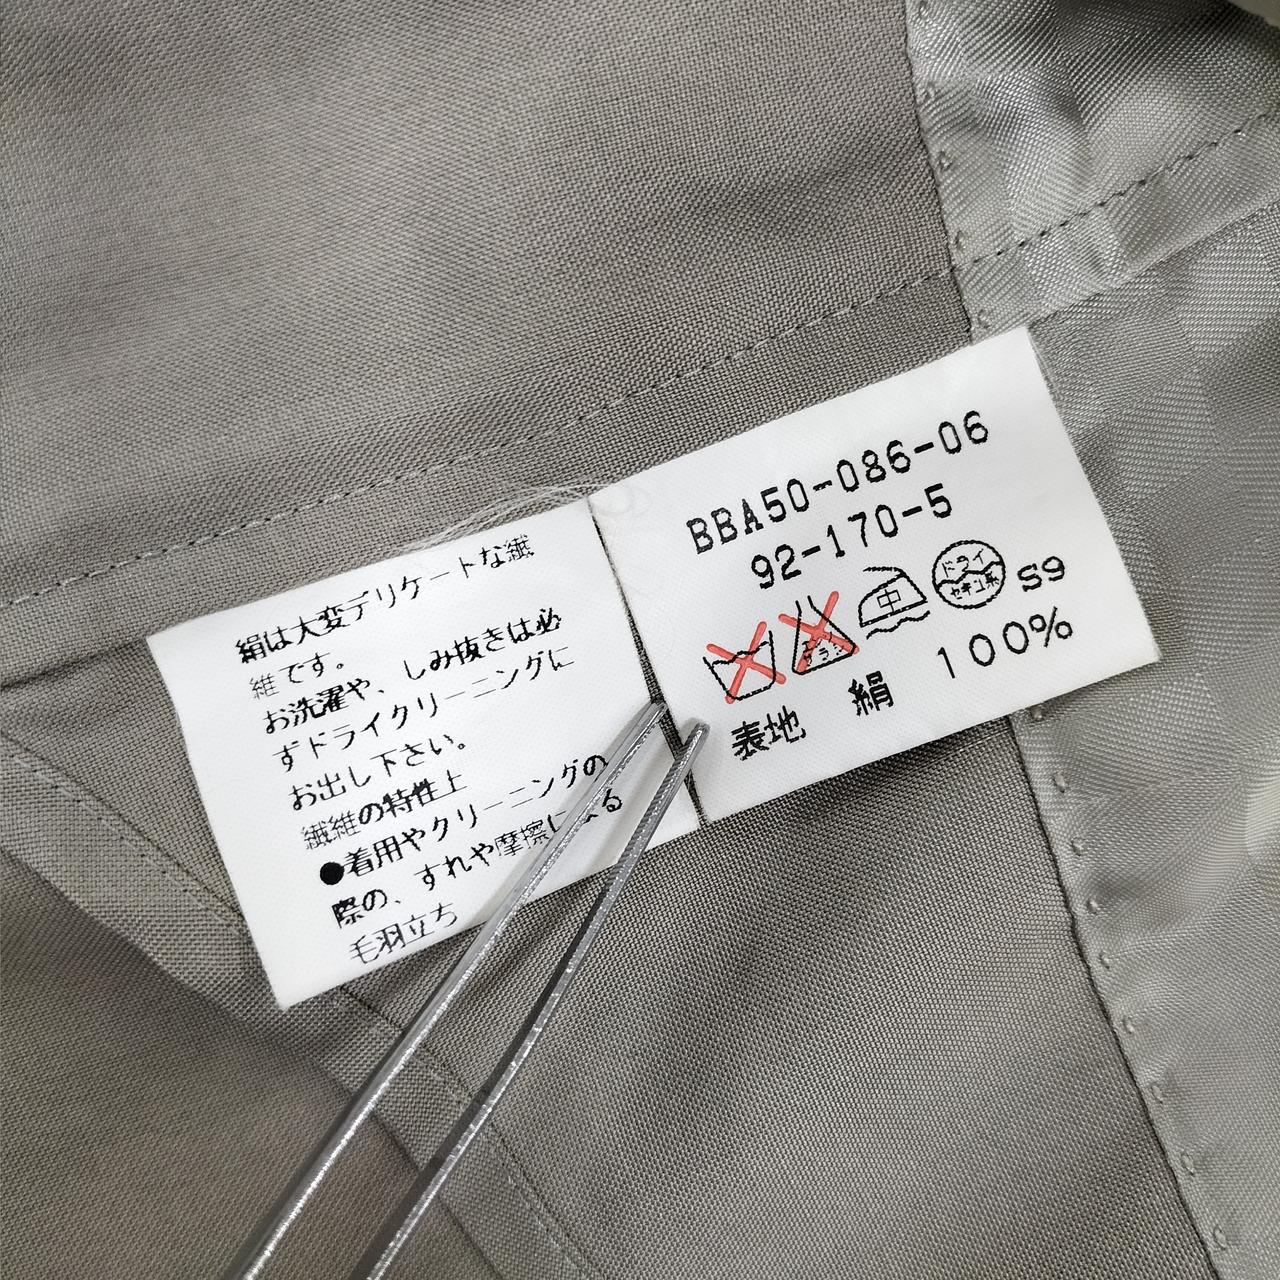 絹は大変デリケートな繊
維です。
お洗濯や、しみ抜きは必
ずドライクリーニングに
お出し下さい。
繊維の特性上
●着用やクリーニングの
際の、すれや摩擦による
毛羽立ち
BBA50-086-06
92-170-5
中 ドライ セキユ系 S9
表地 絹 100%